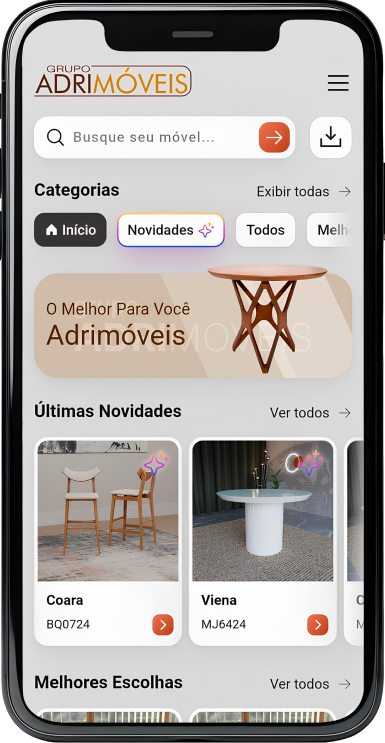 GRUPO
ADRIMÓVEIS
Busque seu móvel...
Categorias
Exibir todas
Início
Novidades
Todos
Melh
O Melhor Para Você
Adrimóveis
ADRIMÓVEIS
Últimas Novidades
Ver todos
Coara
BQ0724
Viena
MJ6424
Melhores Escolhas
Ver todos